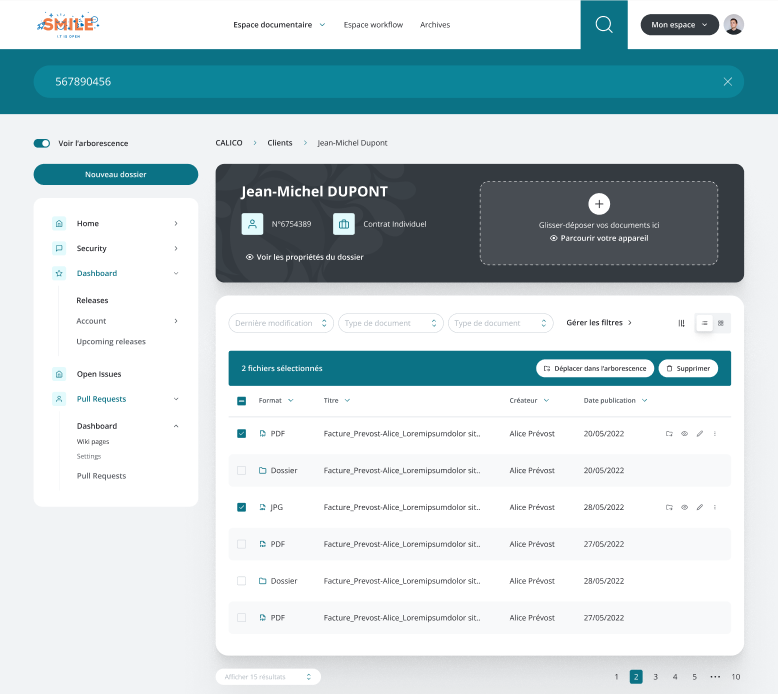 SMILE
I.T IS OPEN
Espace documentaire
Espace workflow
Archives
Mon espace
567890456
Voir l'arborescence
CALICO > Clients > Jean-Michel Dupont
Nouveau dossier
Home
Security
Dashboard
Releases
Account
Upcoming releases
Open Issues
Pull Requests
Dashboard
Wiki pages
Settings
Pull Requests
Jean-Michel DUPONT
N°6754389
Contrat Individuel
Voir les propriétés du dossier
Glisser-déposer vos documents ici
Parcourir votre appareil
Dernière modification
Type de document
Type de document
Gérer les filtres >
2 fichiers sélectionnés
Déplacer dans l'arborescence
Supprimer
Format Titre Créateur Date publication
PDF Facture_Prevost-Alice_Loremipsumdolor sit.. Alice Prévost 20/05/2022
Dossier Facture_Prevost-Alice_Loremipsumdolor sit.. Alice Prévost 20/05/2022
JPG Facture_Prevost-Alice_Loremipsumdolor sit.. Alice Prévost 28/05/2022
PDF Facture_Prevost-Alice_Loremipsumdolor sit.. Alice Prévost 27/05/2022
Dossier Facture_Prevost-Alice_Loremipsumdolor sit.. Alice Prévost 28/05/2022
PDF Facture_Prevost-Alice_Loremipsumdolor sit.. Alice Prévost 27/05/2022
Afficher 15 résultats
1 2 3 4 5 ••• 10